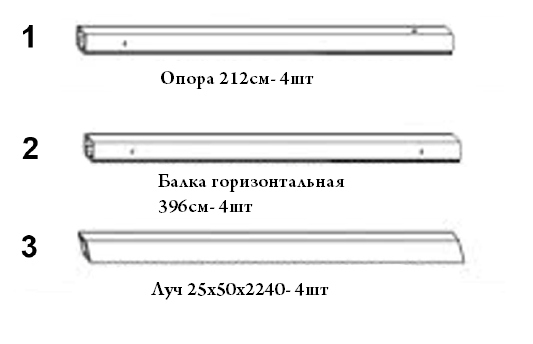 1
Опора 212см- 4шт
2
Балка горизонтальная
396см- 4шт
3
Луч 25х50х2240- 4шт